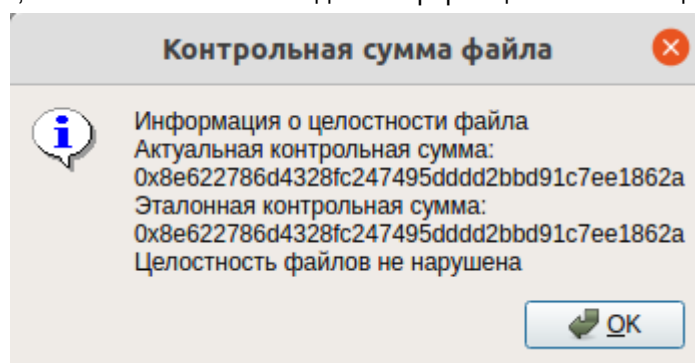 Контрольная сумма файла
Информация о целостности файла
Актуальная контрольная сумма:
0x8e622786d4328fc247495dddd2bbd91c7ee1862a
Эталонная контрольная сумма:
0x8e622786d4328fc247495dddd2bbd91c7ee1862a
Целостность файлов не нарушена
OK